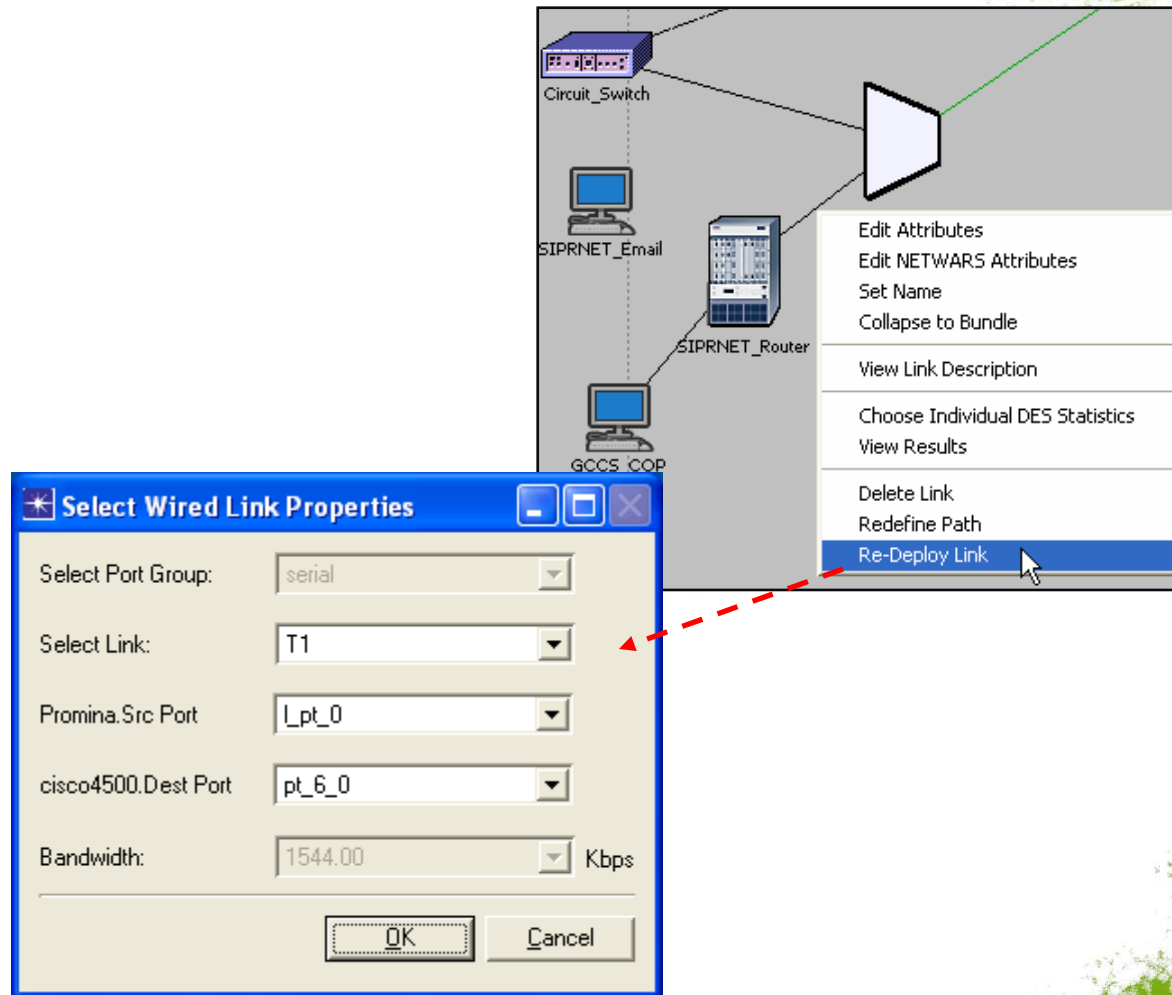 Circuit_Switch
SIPRNET_Email
SIPRNET_Router
GCCS COP
Edit Attributes
Edit NETWARS Attributes
Set Name
Collapse to Bundle
View Link Description
Choose Individual DES Statistics
View Results
Delete Link
Redefine Path
Re-Deploy Link
Select Wired Link Properties
Select Port Group: serial
Select Link: T1
Promina.Src Port l_pt_0
cisco4500.Dest Port pt_6_0
Bandwidth: 1544.00 Kbps
OK Cancel